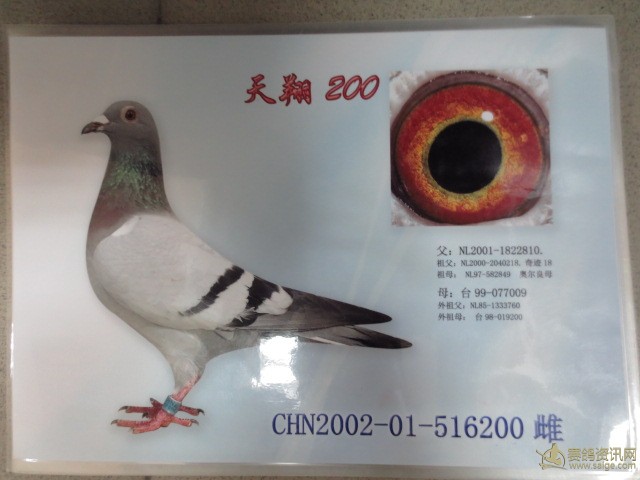 天翔 200
父：NL2001-1822810.
祖父：NL2000-2040218. 奇迹 18
祖母： NL97-582849 奥尔良母
母：台 99-077009
外祖父：NL85-1333760
外祖母： 台 98-019200
CHN2002-01-516200 雌
赛鸽资讯网
www.saige.com